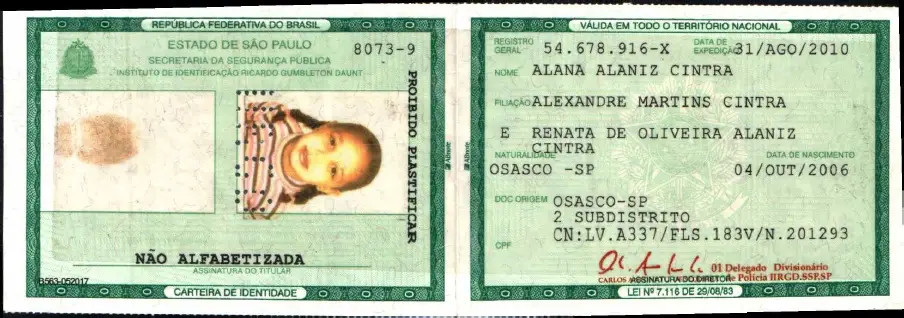 REPÚBLICA FEDERATIVA DO BRASIL
ESTADO DE SÃO PAULO
8073-9
SECRETARIA DA SEGURANÇA PÚBLICA
INSTITUTO DE IDENTIFICAÇÃO RICARDO GUMBLETON DAUNT
PROIBIDO PLASTIFICAR
NÃO ALFABETIZADA
ASSINATURA DO TITULAR
CARTEIRA DE IDENTIDADE
VÁLIDA EM TODO O TERRITÓRIO NACIONAL
REGISTRO GERAL 54.678.916-X DATA DE EXPEDIÇÃO 31/AGO/2010
NOME ALANA ALANIZ CINTRA
FILIAÇÃO ALEXANDRE MARTINS CINTRA
E RENATA DE OLIVEIRA ALANIZ
CINTRA
NATURALIDADE DATA DE NASCIMENTO
OSASCO -SP 04/OUT/2006
DOC ORIGEM OSASCO-SP
2 SUBDISTRITO
CN:LV.A337/FLS.183V/N.201293
CPF
01 Delegado Divisionário
CARLOS ASSINATURA DO DIRETOR de Polícia IIRGD.SSP.SP
LEI Nº 7.116 DE 29/08/83